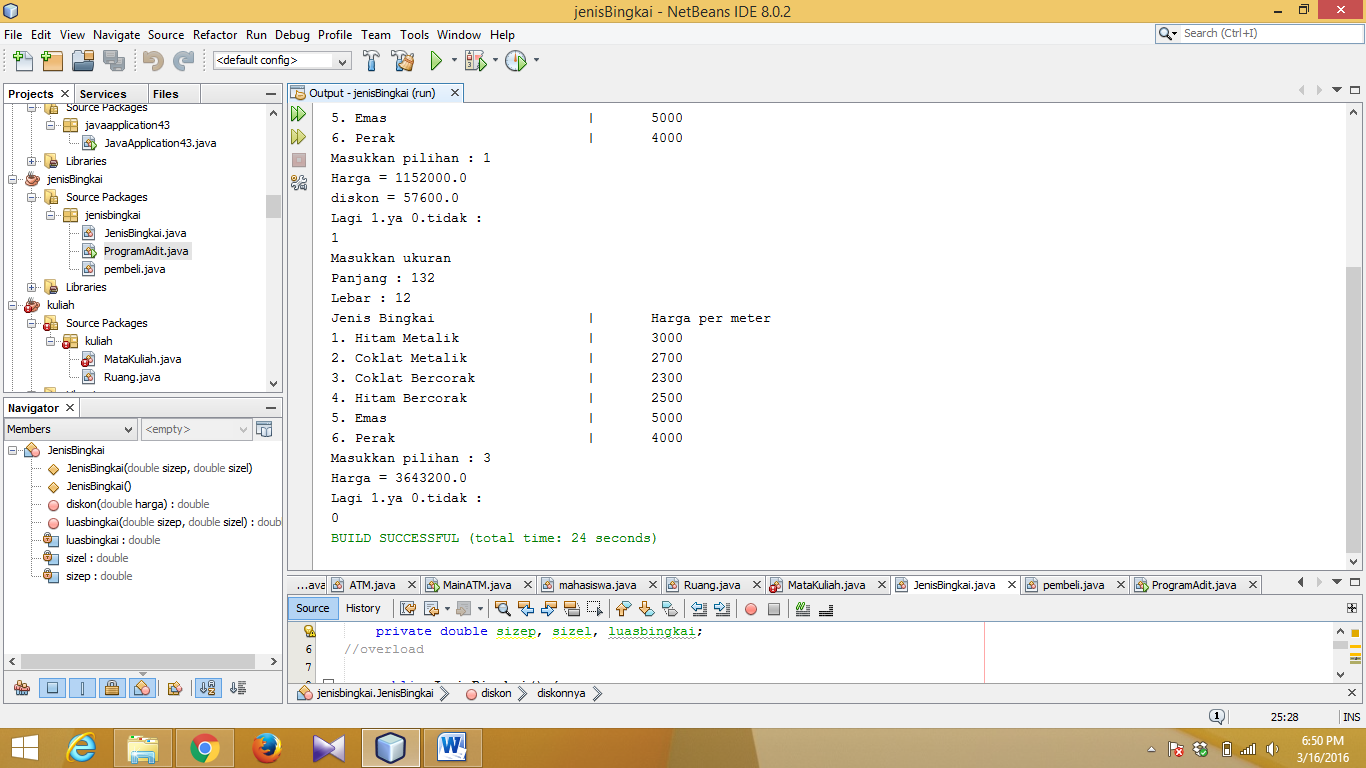 jenisBingkai - NetBeans IDE 8.0.2
File Edit View Navigate Source Refactor Run Debug Profile Team Tools Window Help
Search (Ctrl+I)
<default config>
Projects Services Files
Source Packages
javaapplication43
JavaApplication43.java
Libraries
jenisBingkai
Source Packages
jenisbingkai
JenisBingkai.java
ProgramAdit.java
pembeli.java
Libraries
kuliah
Source Packages
kuliah
MataKuliah.java
Ruang.java
Navigator
Members <empty>
JenisBingkai
JenisBingkai(double sizep, double sizel)
JenisBingkai()
diskon(double harga) : double
luasbingkai(double sizep, double sizel) : doub
luasbingkai : double
sizel : double
sizep : double
Output - jenisBingkai (run)
5. Emas | 5000
6. Perak | 4000
Masukkan pilihan : 1
Harga = 1152000.0
diskon = 57600.0
Lagi 1.ya 0.tidak :
1
Masukkan ukuran
Panjang : 132
Lebar : 12
Jenis Bingkai | Harga per meter
1. Hitam Metalik | 3000
2. Coklat Metalik | 2700
3. Coklat Bercorak | 2300
4. Hitam Bercorak | 2500
5. Emas | 5000
6. Perak | 4000
Masukkan pilihan : 3
Harga = 3643200.0
Lagi 1.ya 0.tidak :
0
BUILD SUCCESSFUL (total time: 24 seconds)
...ava ATM.java MainATM.java mahasiswa.java Ruang.java MataKuliah.java JenisBingkai.java pembeli.java ProgramAdit.java
Source History
private double sizep, sizel, luasbingkai;
6 //overload
7
jenisbingkai.JenisBingkai diskon diskonnya
1 25:28 INS
6:50 PM
3/16/2016